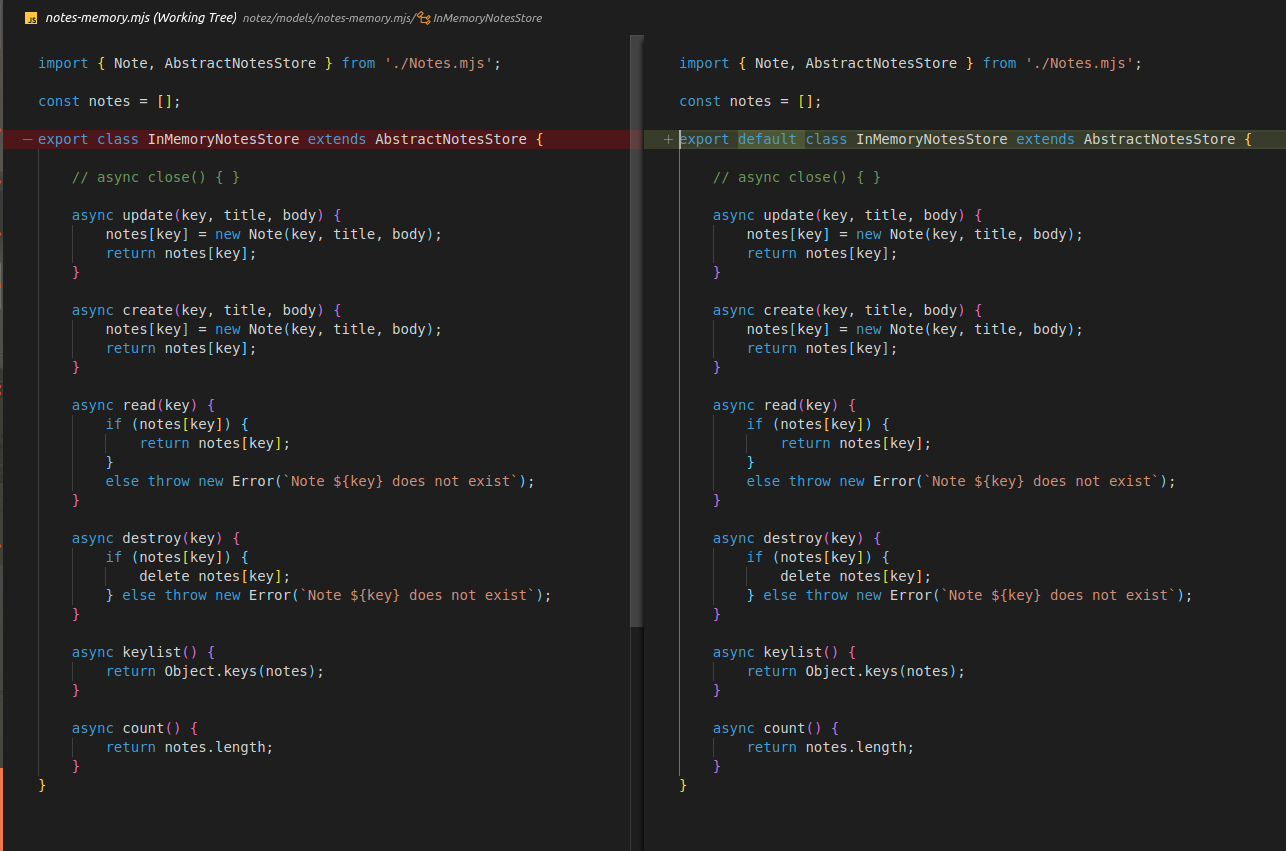 JS notes-memory.mjs (Working Tree) notez/models/notes-memory.mjs/ InMemoryNotesStore
import { Note, AbstractNotesStore } from './Notes.mjs';
const notes = [];
— export class InMemoryNotesStore extends AbstractNotesStore {
// async close() { }
async update(key, title, body) {
notes[key] = new Note(key, title, body);
return notes[key];
}
async create(key, title, body) {
notes[key] = new Note(key, title, body);
return notes[key];
}
async read(key) {
if (notes[key]) {
return notes[key];
}
else throw new Error(`Note ${key} does not exist`);
}
async destroy(key) {
if (notes[key]) {
delete notes[key];
} else throw new Error(`Note ${key} does not exist`);
}
async keylist() {
return Object.keys(notes);
}
async count() {
return notes.length;
}
}
import { Note, AbstractNotesStore } from './Notes.mjs';
const notes = [];
+ export default class InMemoryNotesStore extends AbstractNotesStore {
// async close() { }
async update(key, title, body) {
notes[key] = new Note(key, title, body);
return notes[key];
}
async create(key, title, body) {
notes[key] = new Note(key, title, body);
return notes[key];
}
async read(key) {
if (notes[key]) {
return notes[key];
}
else throw new Error(`Note ${key} does not exist`);
}
async destroy(key) {
if (notes[key]) {
delete notes[key];
} else throw new Error(`Note ${key} does not exist`);
}
async keylist() {
return Object.keys(notes);
}
async count() {
return notes.length;
}
}